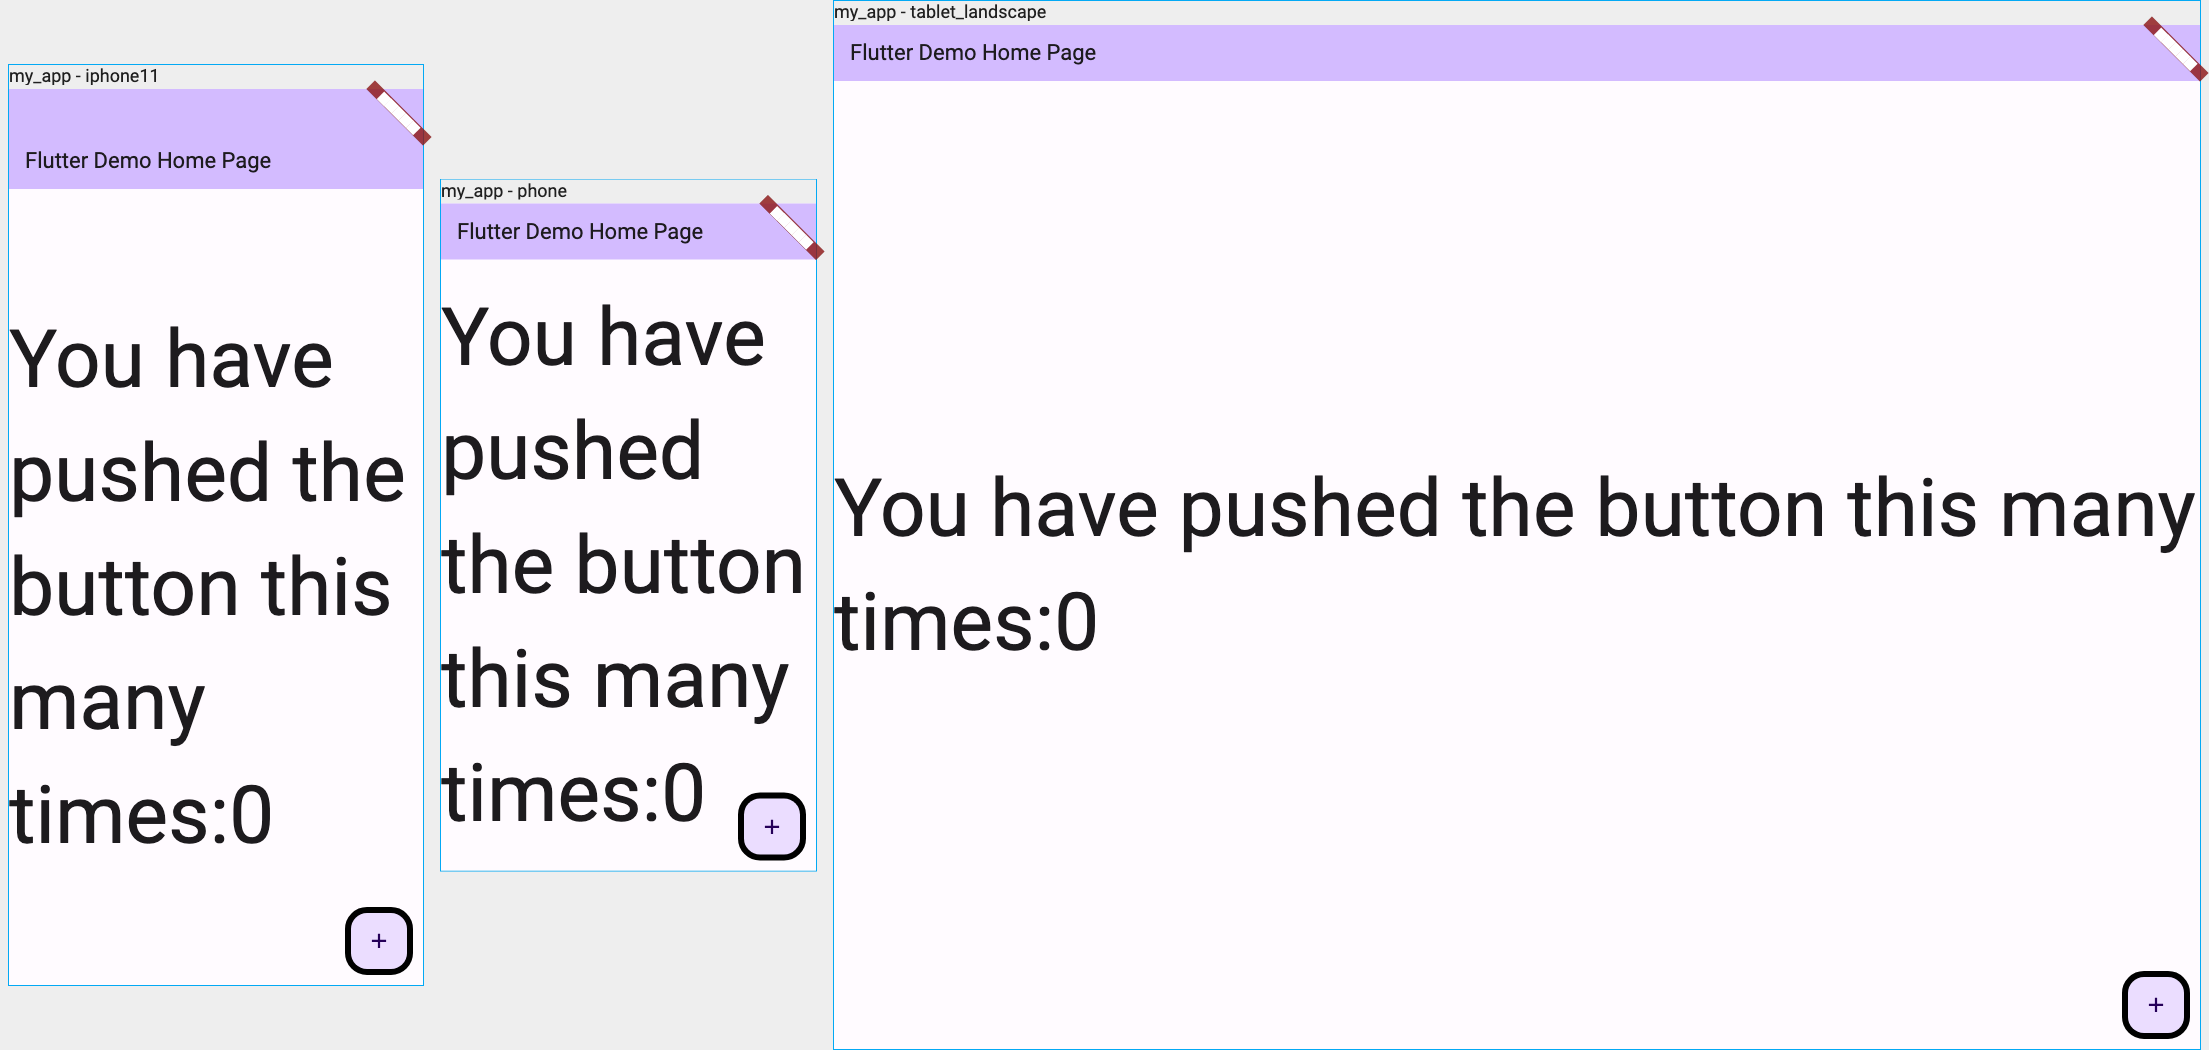 my_app - iphone11
Flutter Demo Home Page
You have
pushed the
button this
many
times:0
+
my_app - phone
Flutter Demo Home Page
You have
pushed
the button
this many
times:0
+
my_app - tablet_landscape
Flutter Demo Home Page
You have pushed the button this many
times:0
+